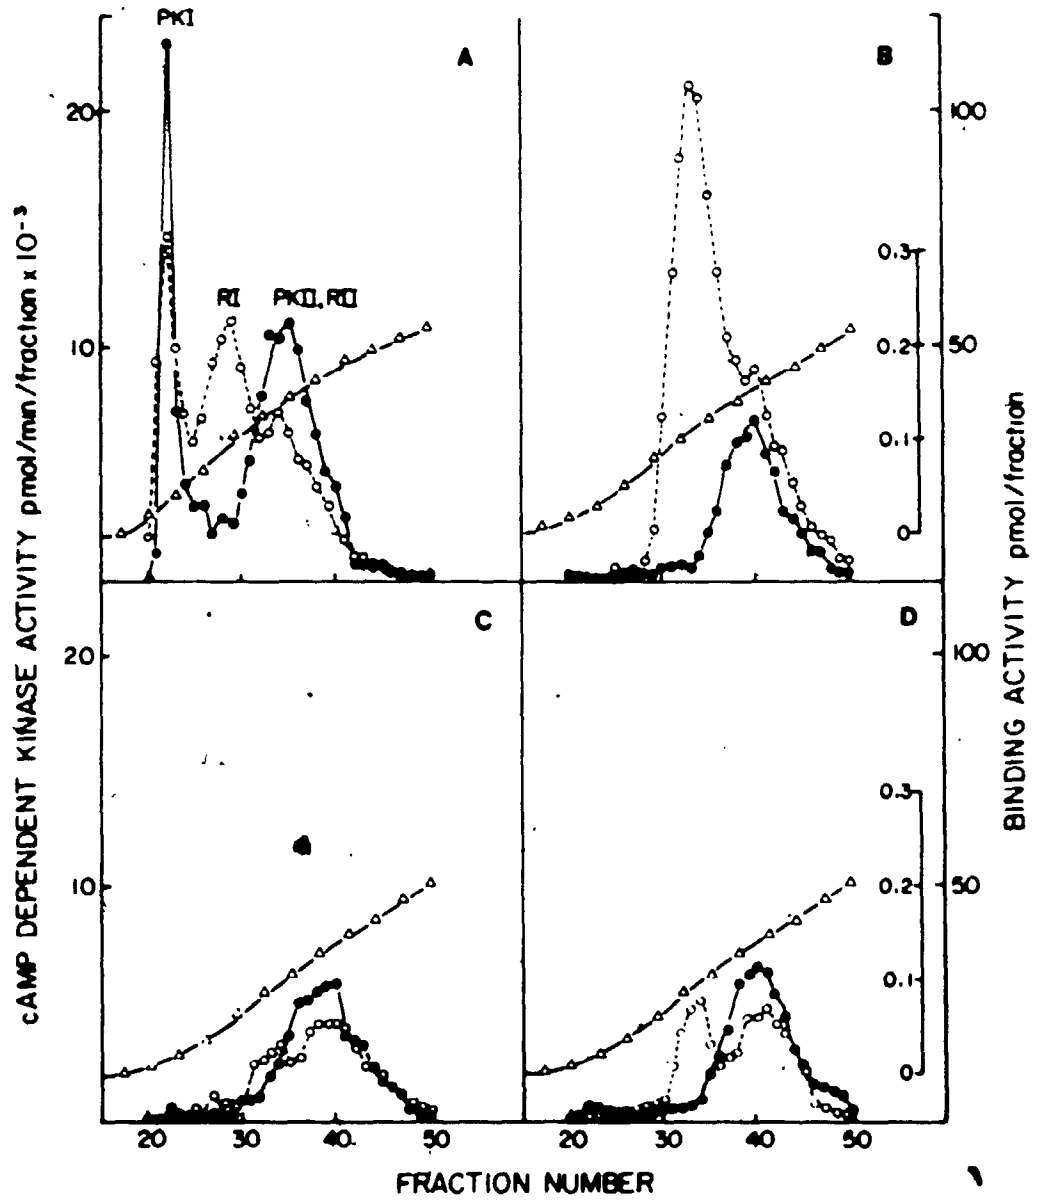 PKI
A
B
20
100
0.3
RI
PKII, RII
10
0.2
50
0.1
0
C
D
20
100
0.3
10
0.2
50
0.1
0
20
30
40
50
20
30
40
50
FRACTION NUMBER
cAMP DEPENDENT KINASE ACTIVITY pmol/min/fraction x 10-³
BINDING ACTIVITY pmol/fraction